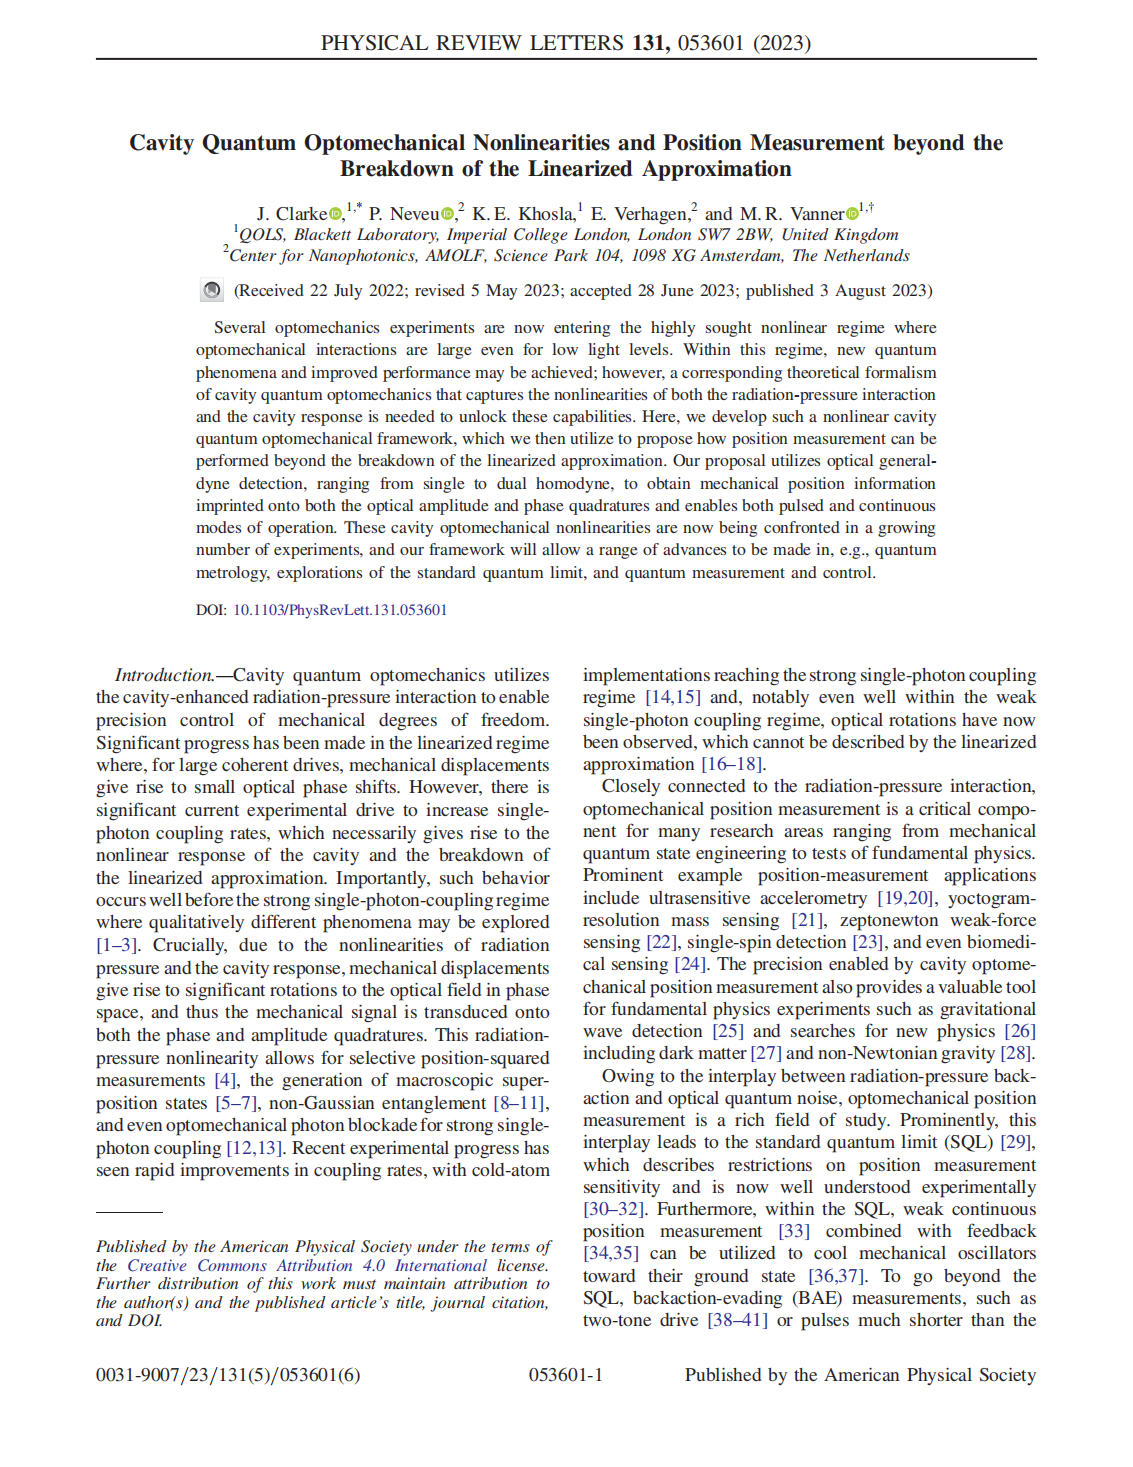 PHYSICAL REVIEW LETTERS 131, 053601 (2023)
Cavity Quantum Optomechanical Nonlinearities and Position Measurement beyond the
Breakdown of the Linearized Approximation
J. Clarke,1,* P. Neveu,2 K. E. Khosla,1 E. Verhagen,2 and M. R. Vanner1,†
1QOLS, Blackett Laboratory, Imperial College London, London SW7 2BW, United Kingdom
2Center for Nanophotonics, AMOLF, Science Park 104, 1098 XG Amsterdam, The Netherlands
(Received 22 July 2022; revised 5 May 2023; accepted 28 June 2023; published 3 August 2023)
Several optomechanics experiments are now entering the highly sought nonlinear regime where
optomechanical interactions are large even for low light levels. Within this regime, new quantum
phenomena and improved performance may be achieved; however, a corresponding theoretical formalism
of cavity quantum optomechanics that captures the nonlinearities of both the radiation-pressure interaction
and the cavity response is needed to unlock these capabilities. Here, we develop such a nonlinear cavity
quantum optomechanical framework, which we then utilize to propose how position measurement can be
performed beyond the breakdown of the linearized approximation. Our proposal utilizes optical general-
dyne detection, ranging from single to dual homodyne, to obtain mechanical position information
imprinted onto both the optical amplitude and phase quadratures and enables both pulsed and continuous
modes of operation. These cavity optomechanical nonlinearities are now being confronted in a growing
number of experiments, and our framework will allow a range of advances to be made in, e.g., quantum
metrology, explorations of the standard quantum limit, and quantum measurement and control.
DOI: 10.1103/PhysRevLett.131.053601
Introduction.—Cavity quantum optomechanics utilizes
the cavity-enhanced radiation-pressure interaction to enable
precision control of mechanical degrees of freedom.
Significant progress has been made in the linearized regime
where, for large coherent drives, mechanical displacements
give rise to small optical phase shifts. However, there is
significant current experimental drive to increase single-
photon coupling rates, which necessarily gives rise to the
nonlinear response of the cavity and the breakdown of
the linearized approximation. Importantly, such behavior
occurs well before the strong single-photon-coupling regime
where qualitatively different phenomena may be explored
[1–3]. Crucially, due to the nonlinearities of radiation
pressure and the cavity response, mechanical displacements
give rise to significant rotations to the optical field in phase
space, and thus the mechanical signal is transduced onto
both the phase and amplitude quadratures. This radiation-
pressure nonlinearity allows for selective position-squared
measurements [4], the generation of macroscopic super-
position states [5–7], non-Gaussian entanglement [8–11],
and even optomechanical photon blockade for strong single-
photon coupling [12,13]. Recent experimental progress has
seen rapid improvements in coupling rates, with cold-atom
Published by the American Physical Society under the terms of
the Creative Commons Attribution 4.0 International license.
Further distribution of this work must maintain attribution to
the author(s) and the published article's title, journal citation,
and DOI.
implementations reaching the strong single-photon coupling
regime [14,15] and, notably even well within the weak
single-photon coupling regime, optical rotations have now
been observed, which cannot be described by the linearized
approximation [16–18].
Closely connected to the radiation-pressure interaction,
optomechanical position measurement is a critical compo-
nent for many research areas ranging from mechanical
quantum state engineering to tests of fundamental physics.
Prominent example position-measurement applications
include ultrasensitive accelerometry [19,20], yoctogram-
resolution mass sensing [21], zeptonewton weak-force
sensing [22], single-spin detection [23], and even biomedi-
cal sensing [24]. The precision enabled by cavity optome-
chanical position measurement also provides a valuable tool
for fundamental physics experiments such as gravitational
wave detection [25] and searches for new physics [26]
including dark matter [27] and non-Newtonian gravity [28].
Owing to the interplay between radiation-pressure back-
action and optical quantum noise, optomechanical position
measurement is a rich field of study. Prominently, this
interplay leads to the standard quantum limit (SQL) [29],
which describes restrictions on position measurement
sensitivity and is now well understood experimentally
[30–32]. Furthermore, within the SQL, weak continuous
position measurement [33] combined with feedback
[34,35] can be utilized to cool mechanical oscillators
toward their ground state [36,37]. To go beyond the
SQL, backaction-evading (BAE) measurements, such as
two-tone drive [38–41] or pulses much shorter than the
0031-9007/23/131(5)/053601(6)
053601-1
Published by the American Physical Society